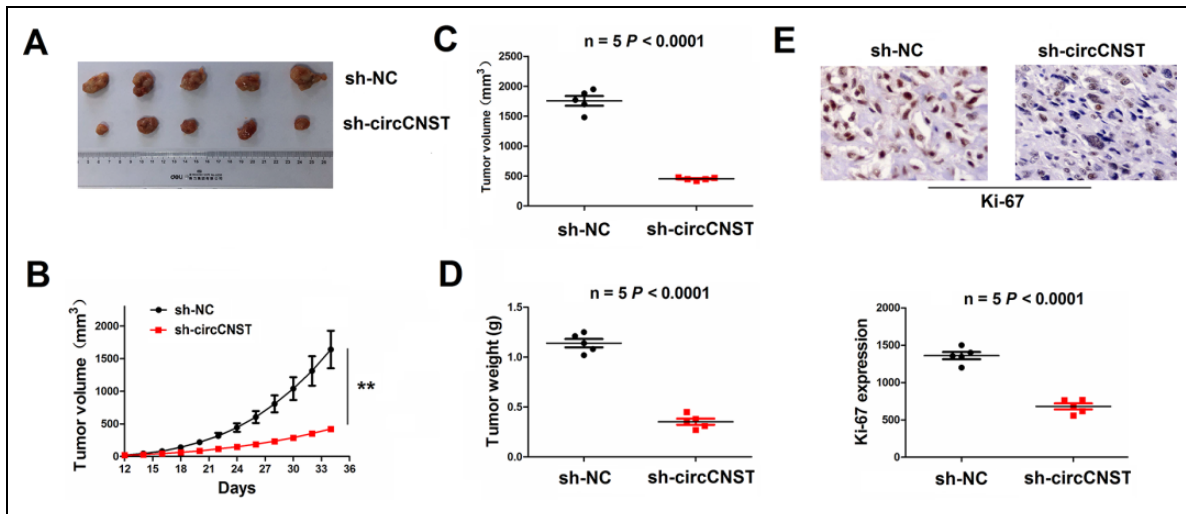 A
sh-NC
sh-circCNST
deli
B
Tumor volume (mm³)
sh-NC
sh-circCNST
2000
1500
1000
500
0
**
12 15 18 21 24 27 30 33 36
Days
C
n = 5 P < 0.0001
Tumor volume (mm³)
2500
2000
1500
1000
500
0
sh-NC sh-circCNST
D
n = 5 P < 0.0001
Tumor weight (g)
1.5
1.0
0.5
0.0
sh-NC sh-circCNST
E
sh-NC sh-circCNST
Ki-67
n = 5 P < 0.0001
Ki-67 expression
2000
1500
1000
500
0
sh-NC sh-circCNST